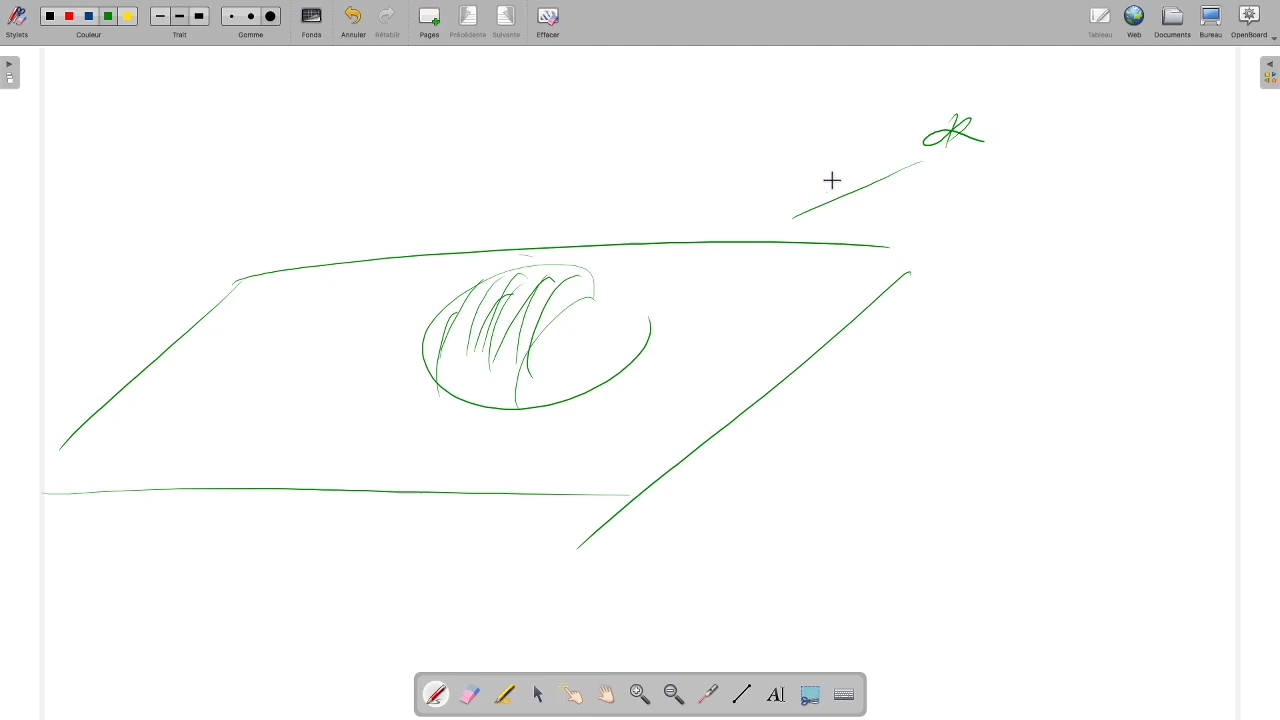 Stylets Couleur Trait Gomme Fonds Annuler Rétablir Pages Précédente Suivante Effacer Tableau Web Documents Bureau OpenBoard